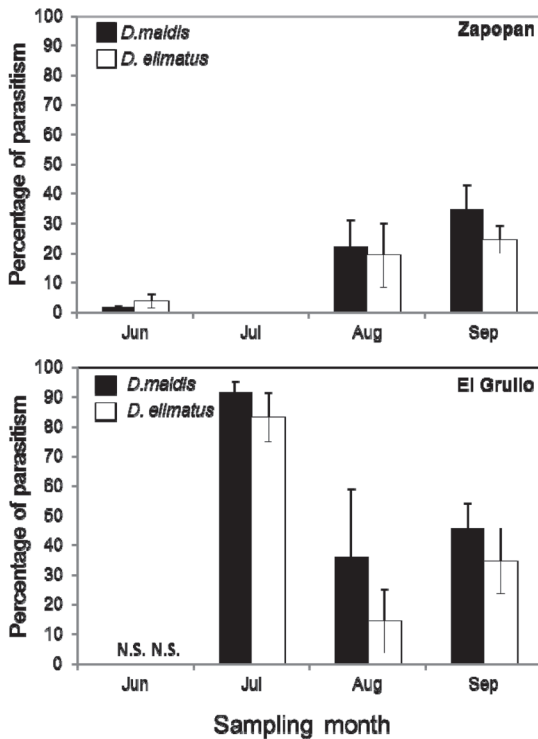 Percentage of parasitism
100
90
80
70
60
50
40
30
20
10
0
D.maidis
D. elimatus
Zapopan
Jun Jul Aug Sep
Percentage of parasitism
100
90
80
70
60
50
40
30
20
10
0
D.maidis
D. elimatus
El Grullo
N.S. N.S.
Jun Jul Aug Sep
Sampling month